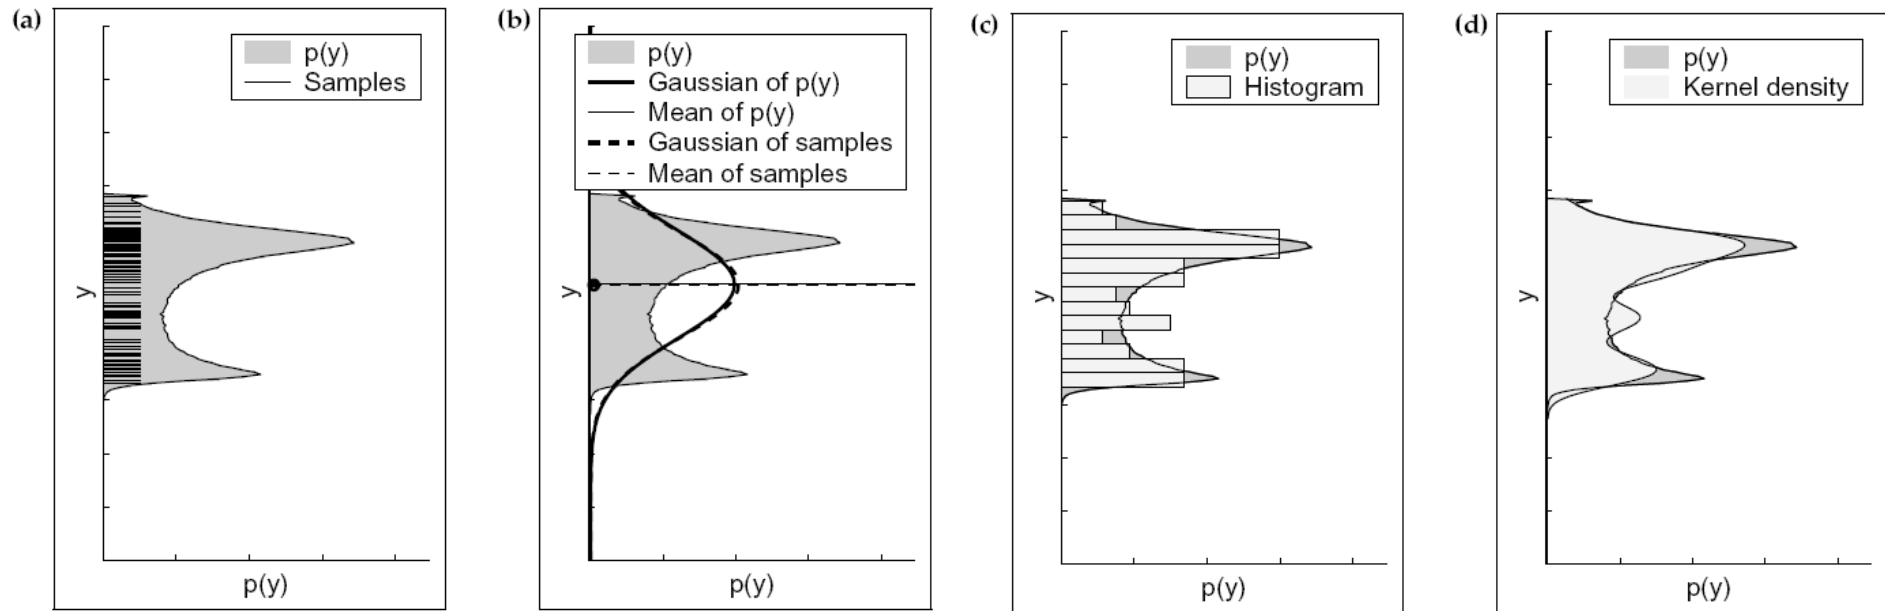 (a)
p(y)
Samples
y
p(y)
(b)
p(y)
Gaussian of p(y)
Mean of p(y)
Gaussian of samples
Mean of samples
y
p(y)
(c)
p(y)
Histogram
y
p(y)
(d)
p(y)
Kernel density
y
p(y)